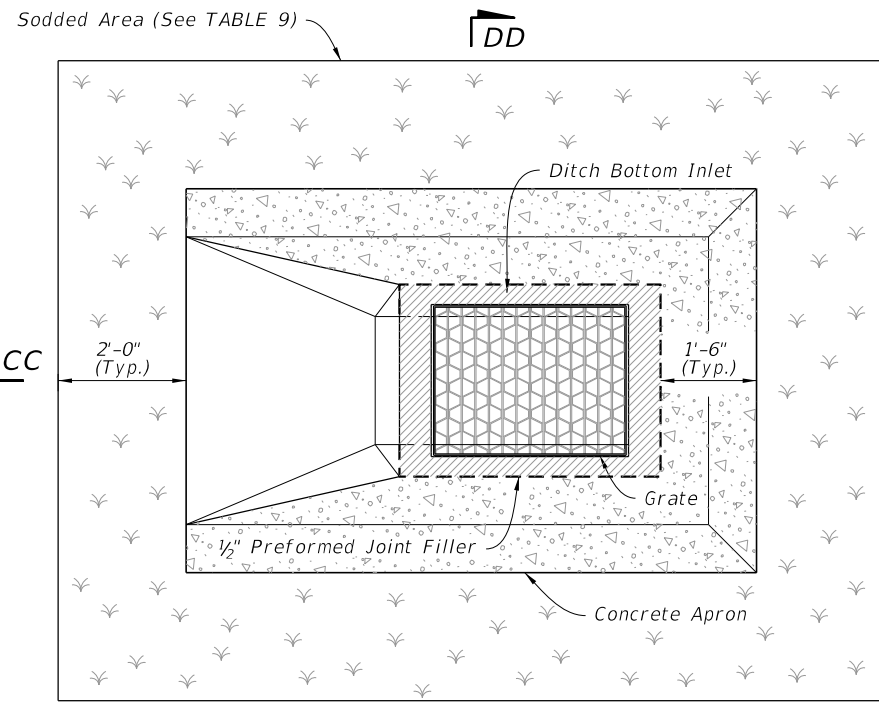 Sodded Area (See TABLE 9)
DD
Ditch Bottom Inlet
CC
2'-0"
(Typ.)
1'-6"
(Typ.)
Grate
½" Preformed Joint Filler
Concrete Apron